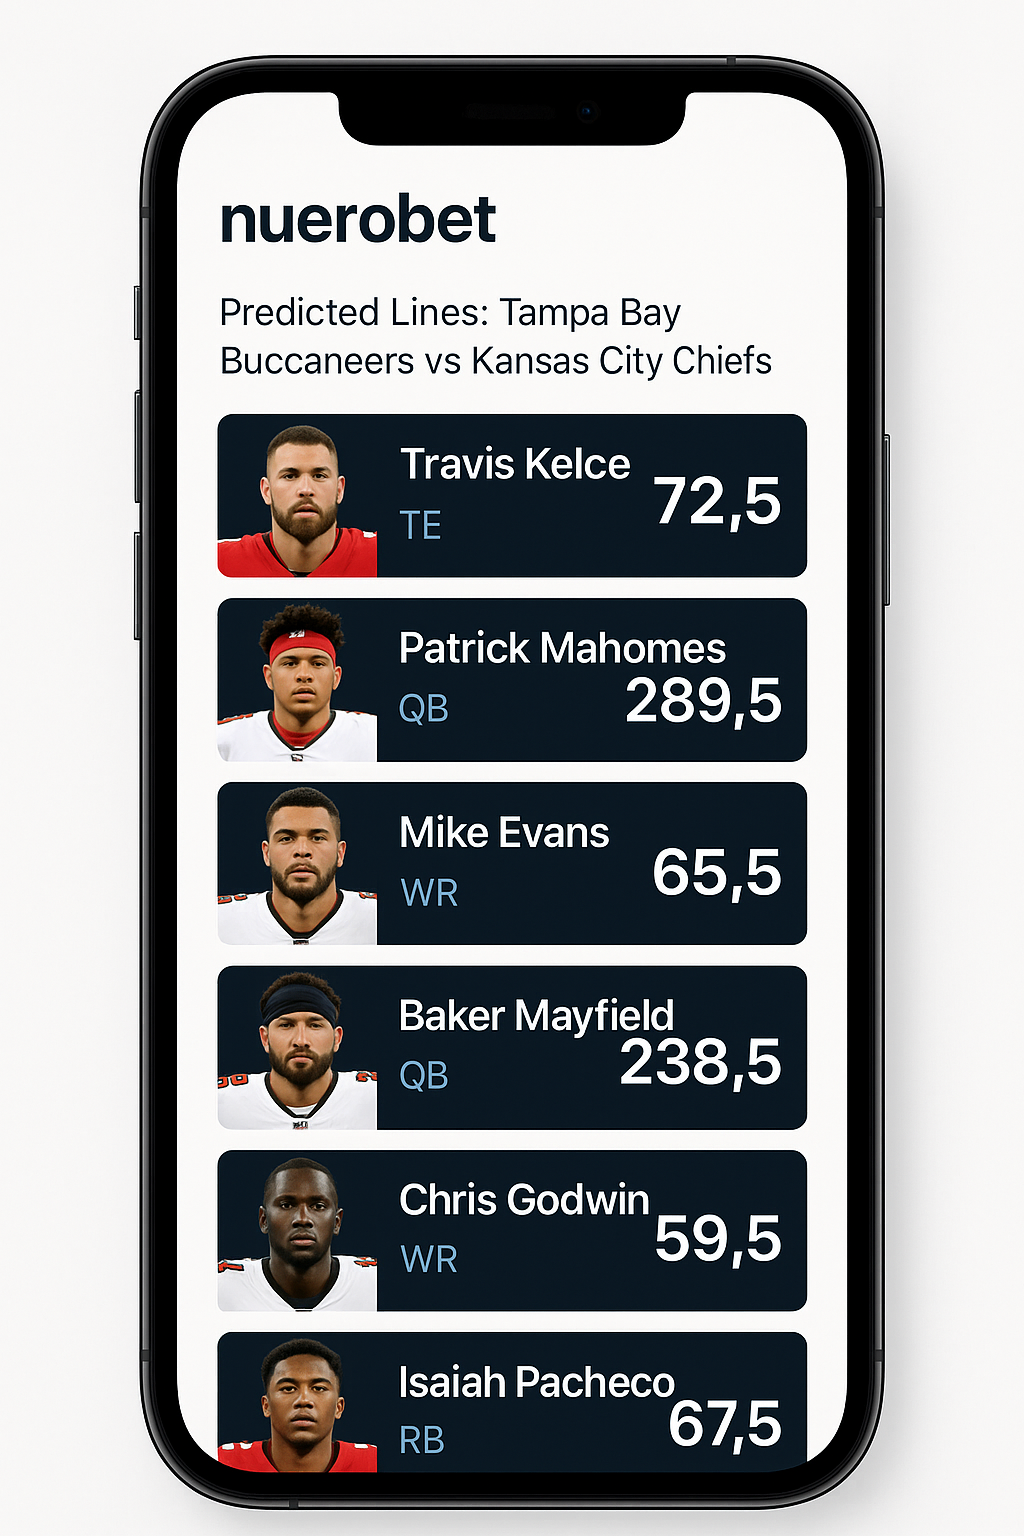 nuerobet
Predicted Lines: Tampa Bay
Buccaneers vs Kansas City Chiefs
Travis Kelce
TE
72,5
Patrick Mahomes
QB
289,5
Mike Evans
WR
65,5
Baker Mayfield
QB
238,5
Chris Godwin
WR
59,5
Isaiah Pacheco
RB
67,5